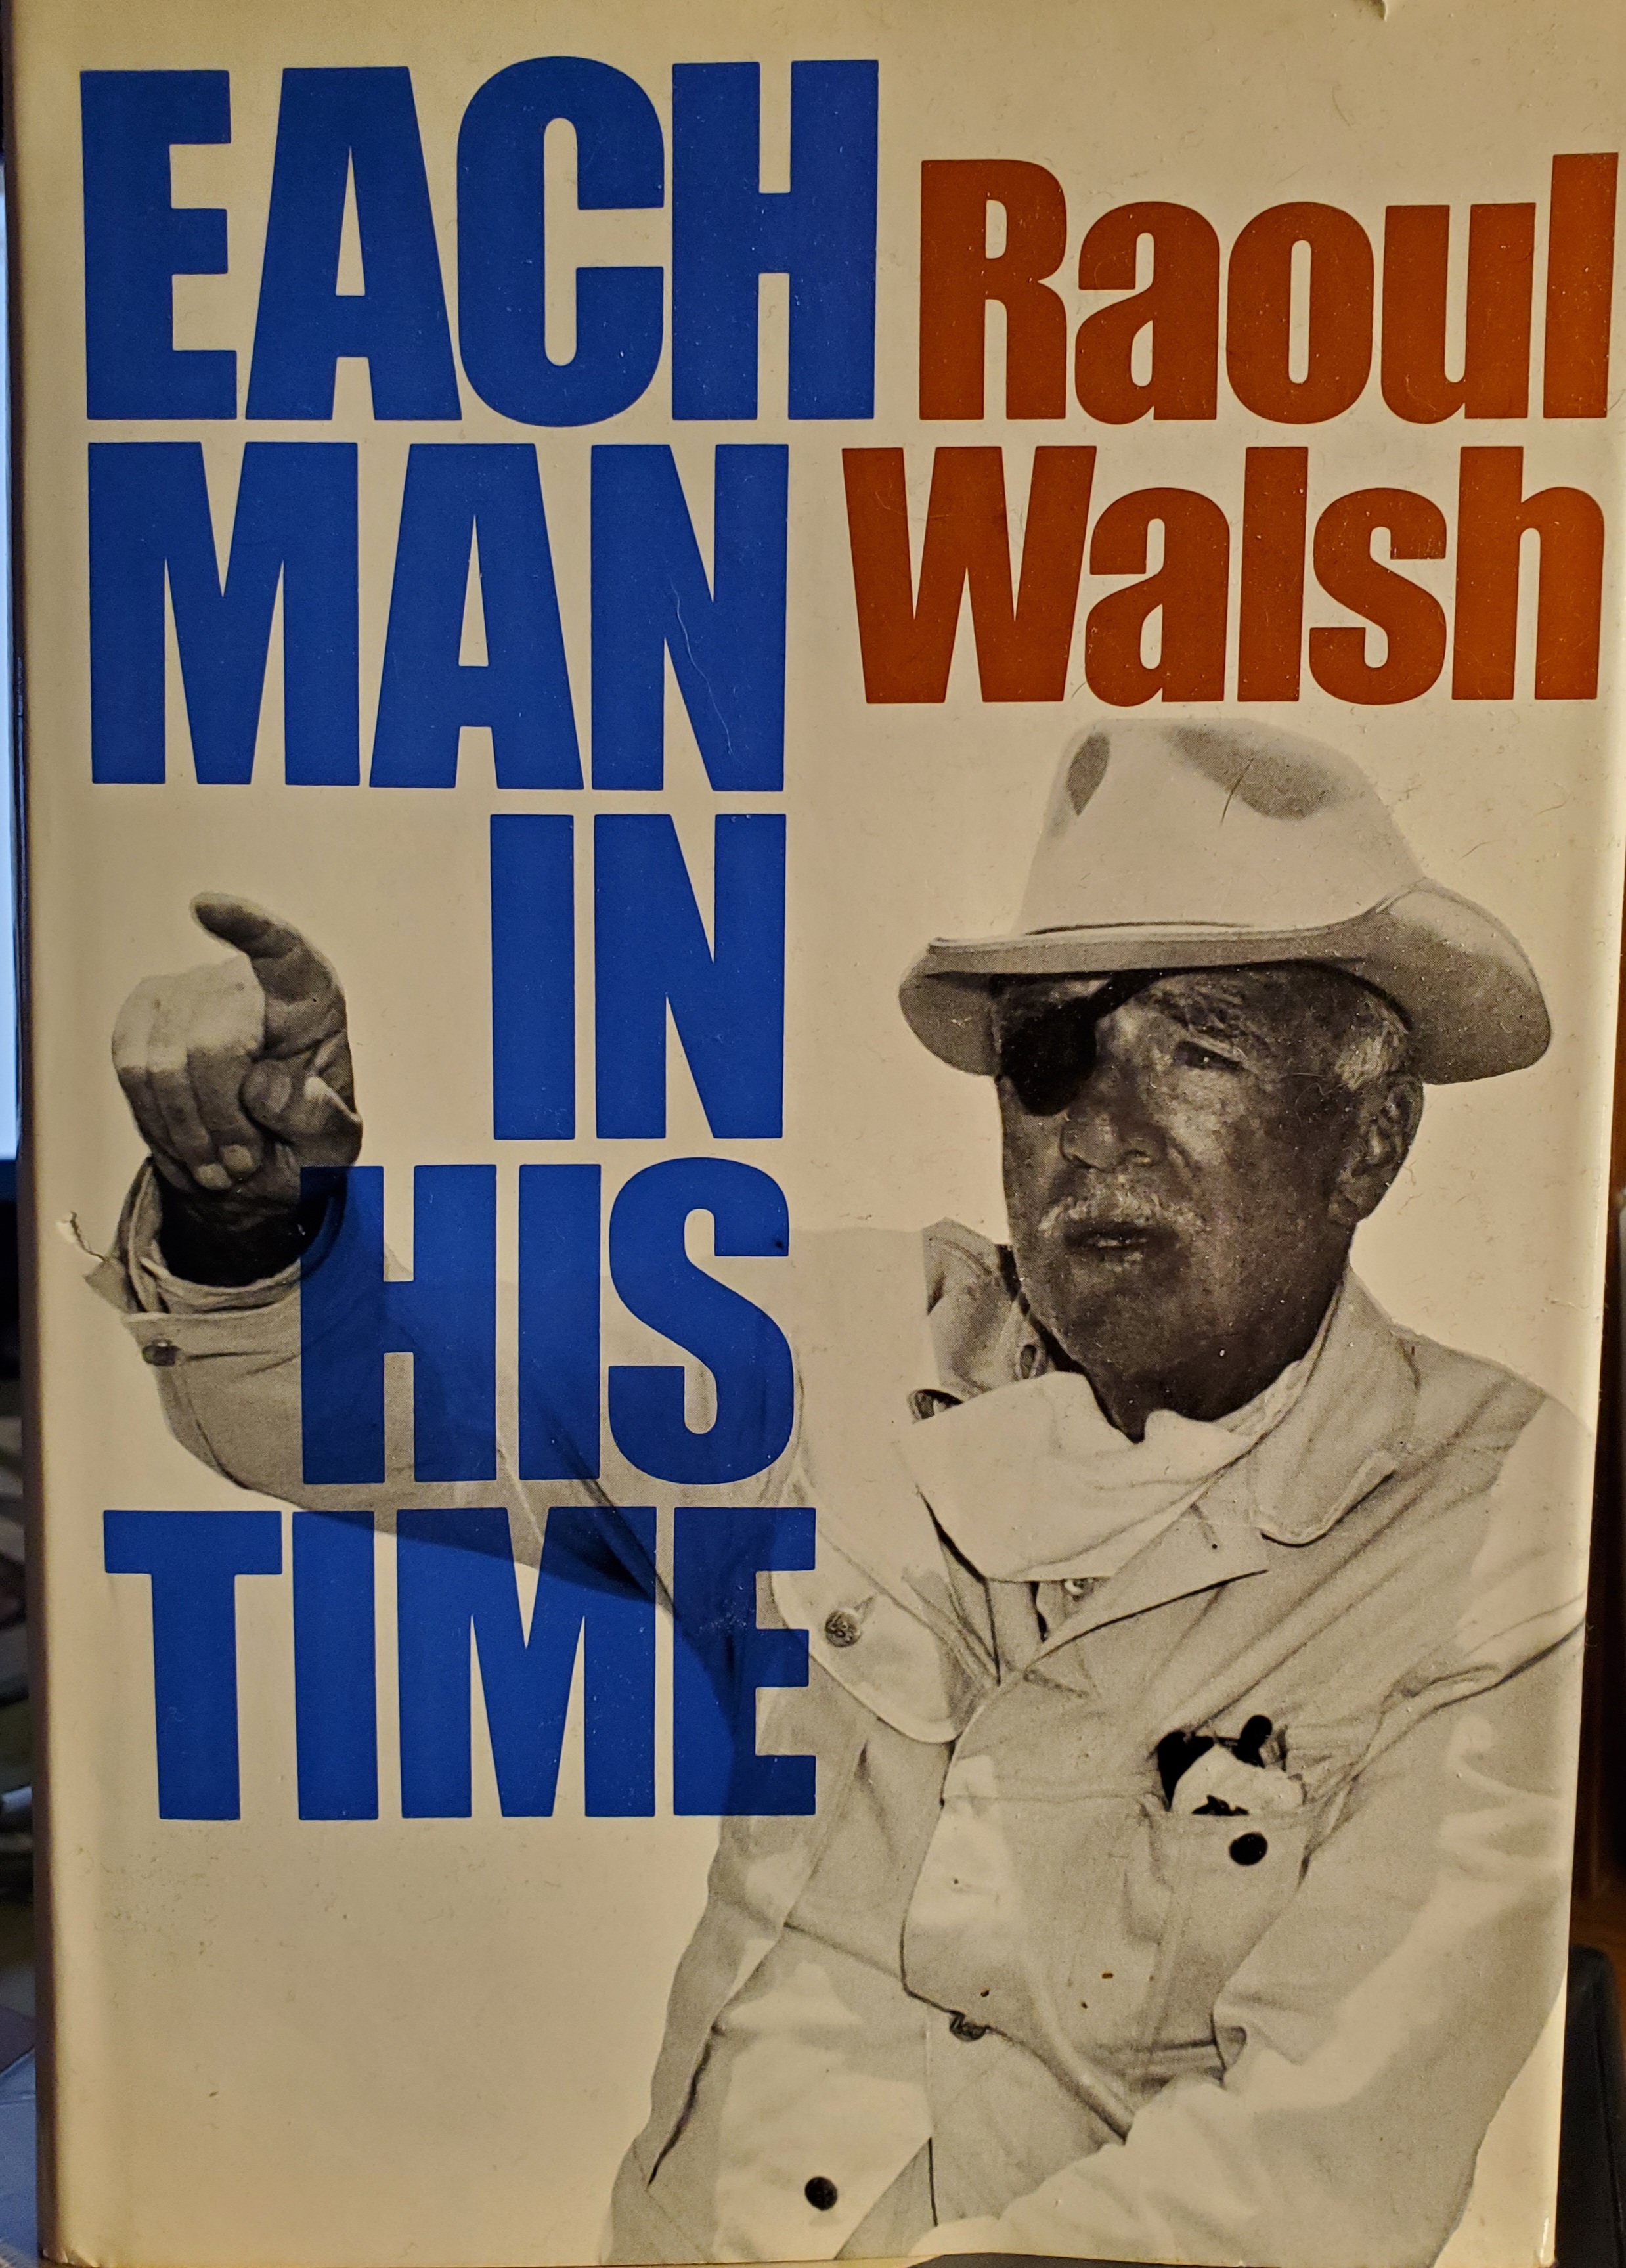 EACH
MAN
IN
HIS
TIME
Raoul
Walsh